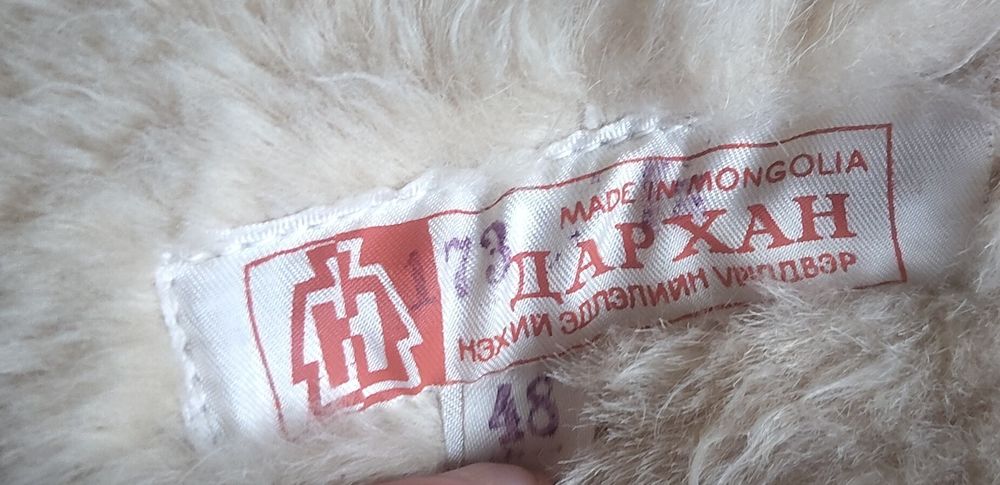 MADE IN MONGOLIA
173
ДАРХАН
НЭХИЙ ЭДЛЭЛИЙН ҮЙЛДВЭР
48